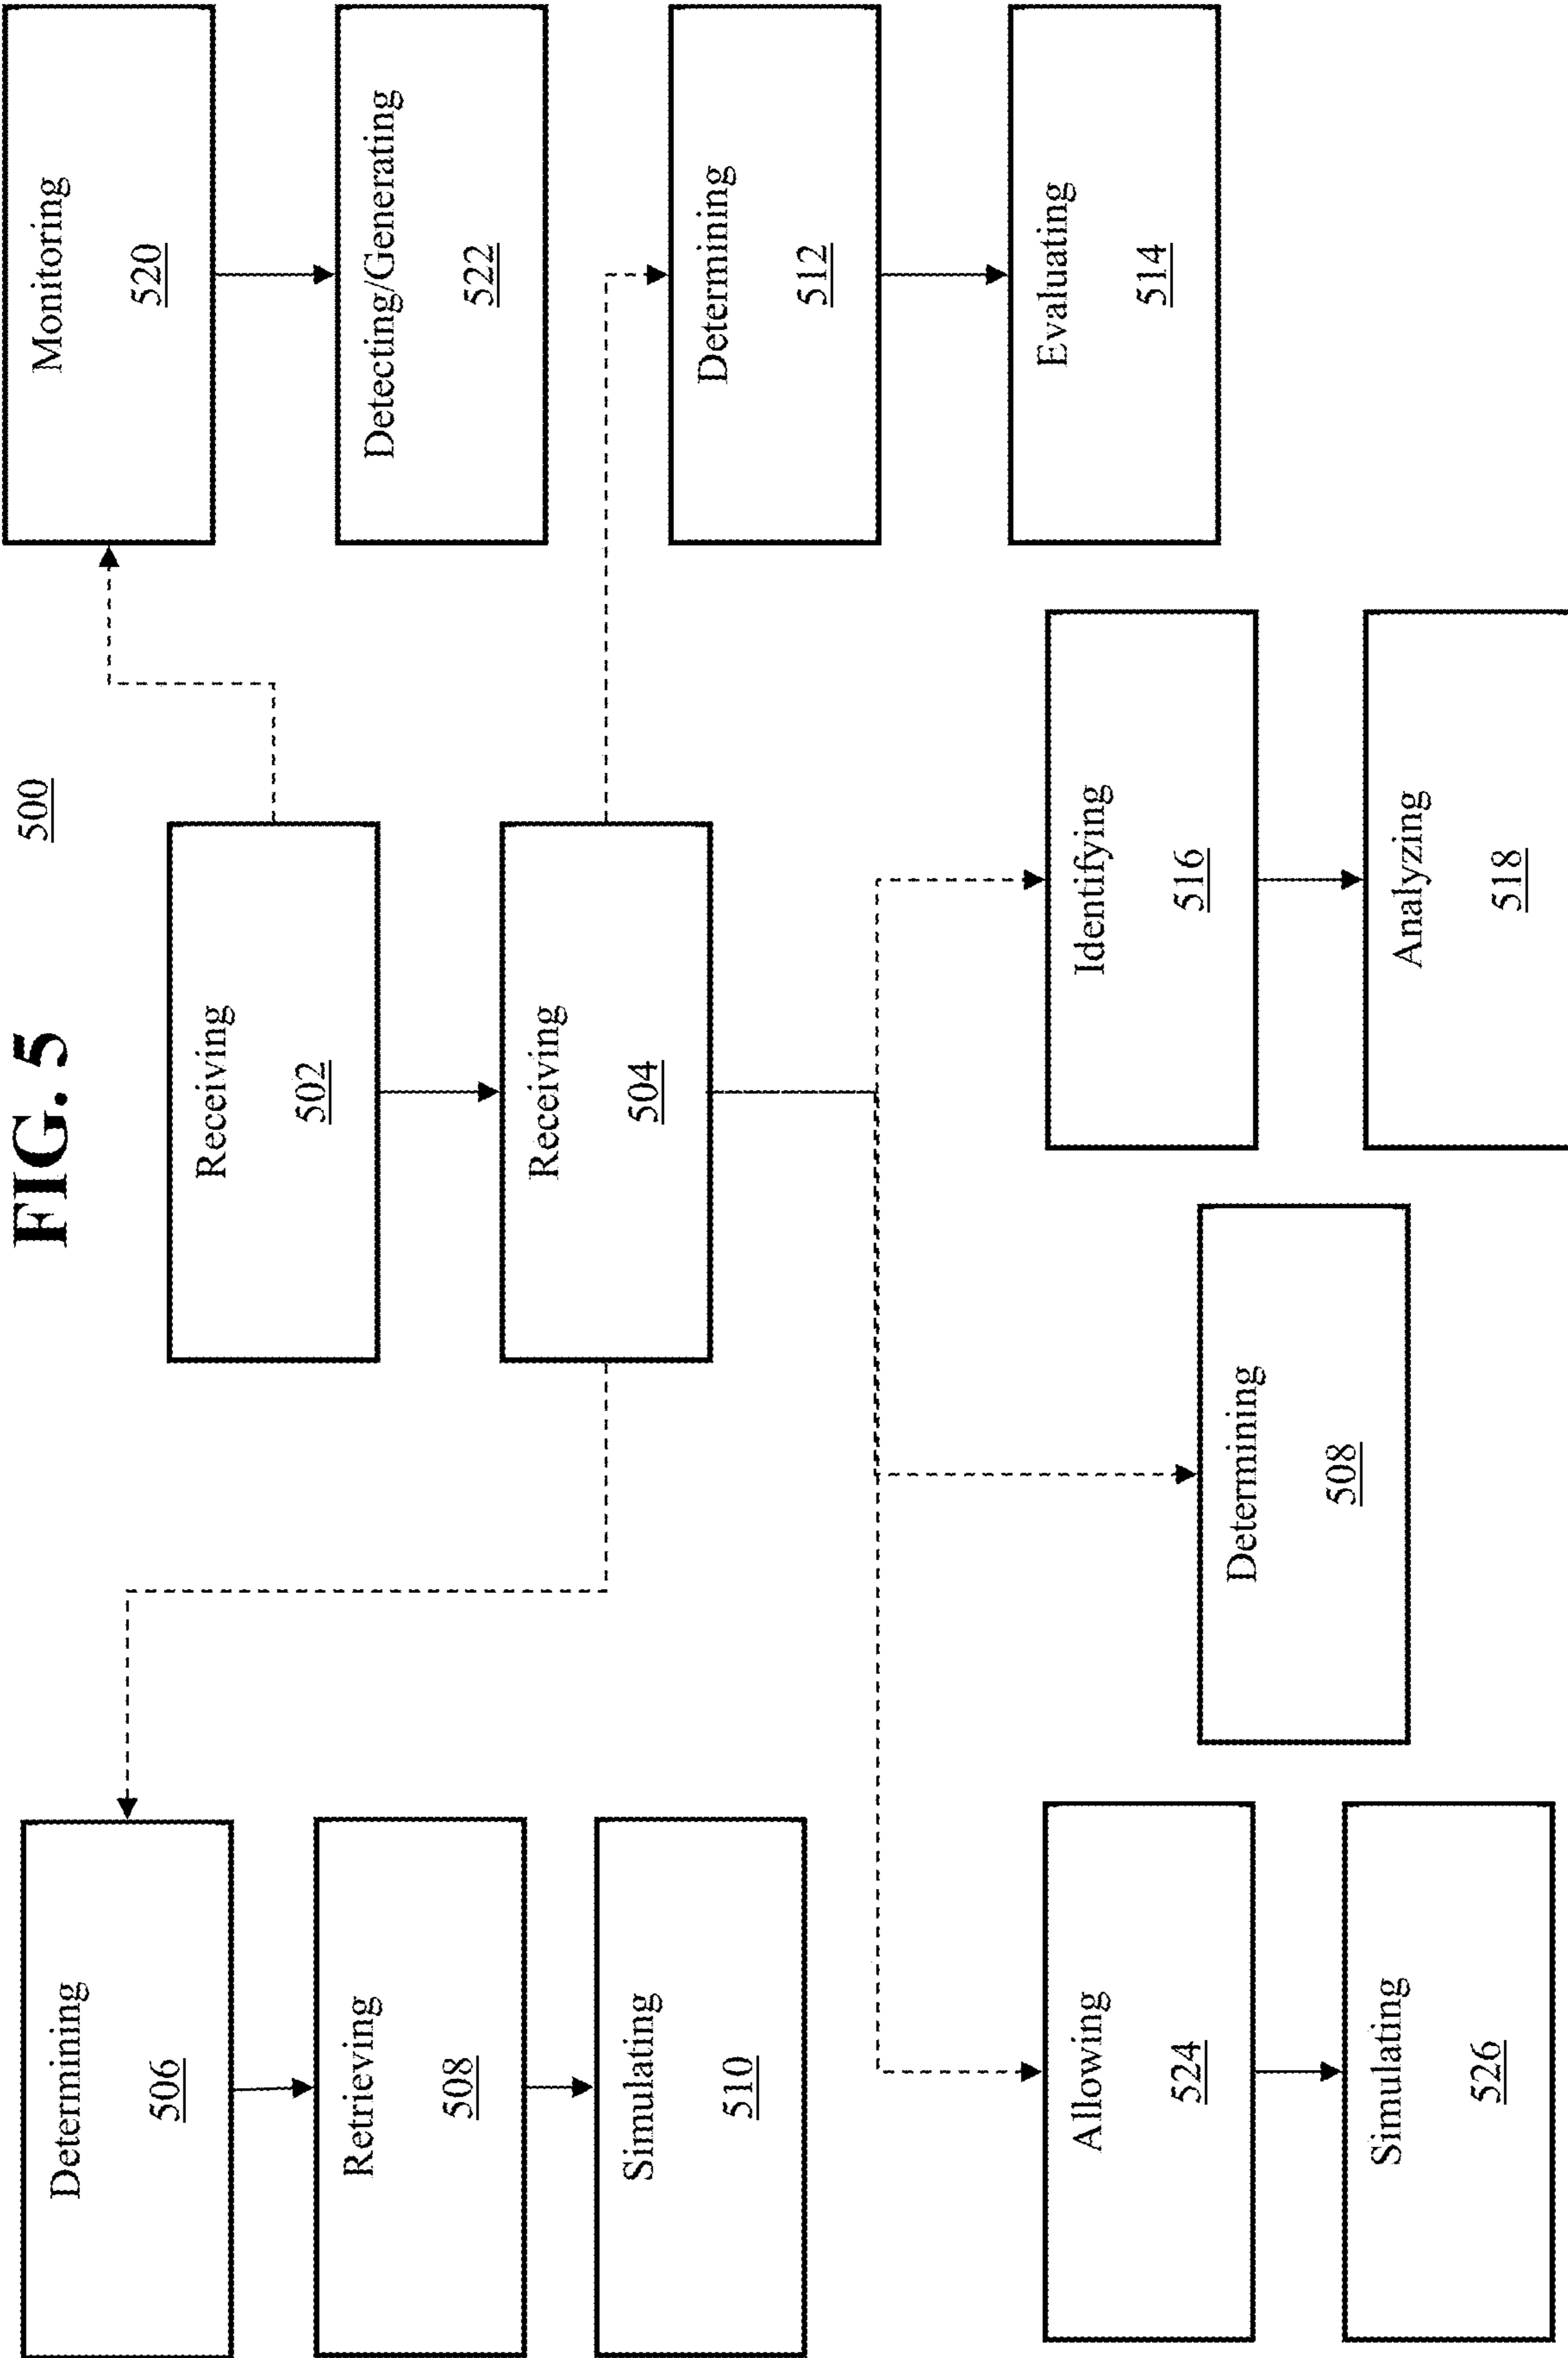 FIG. 5
500
Receiving
502
Receiving
504
Monitoring
520
Detecting/Generating
522
Determining
506
Retrieving
508
Simulating
510
Determining
512
Evaluating
514
Allowing
524
Simulating
526
Determining
508
Identifying
516
Analyzing
518